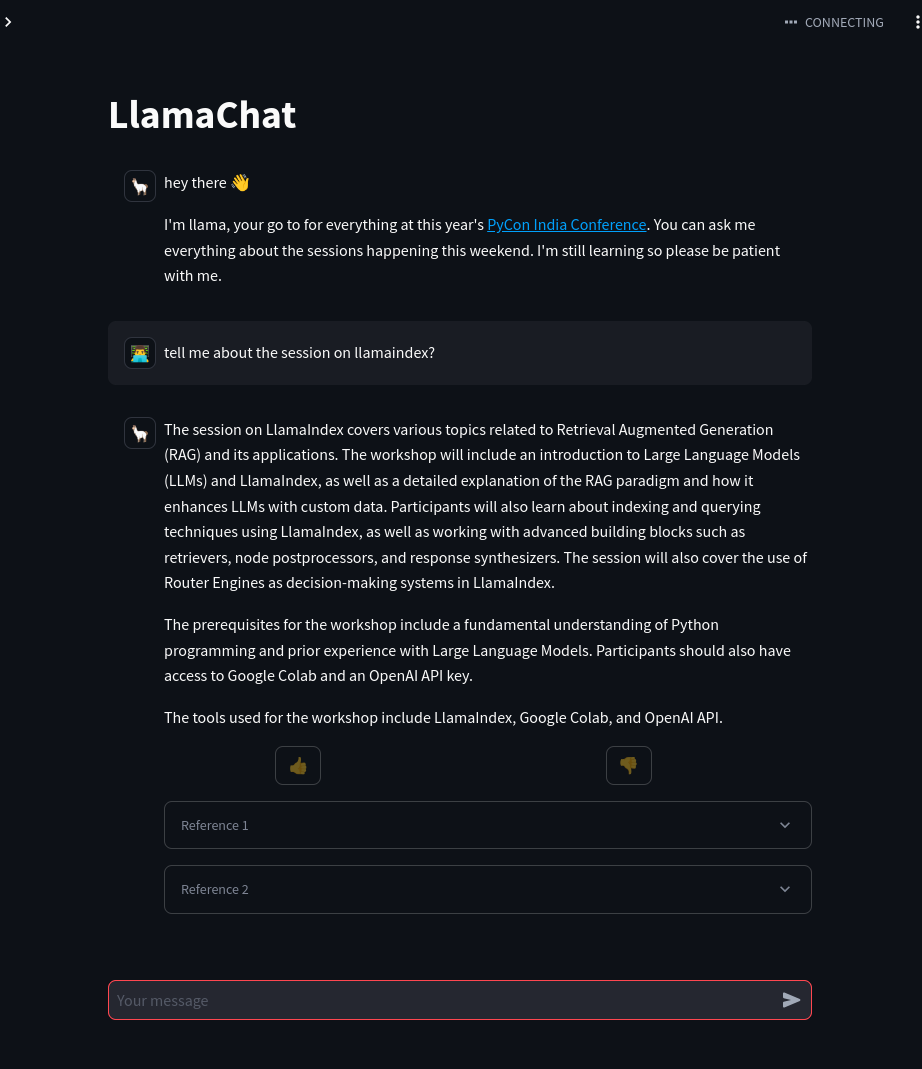 CONNECTING
LlamaChat
hey there 👋
I'm llama, your go to for everything at this year's PyCon India Conference. You can ask me
everything about the sessions happening this weekend. I'm still learning so please be patient
with me.
tell me about the session on llamaindex?
The session on LlamaIndex covers various topics related to Retrieval Augmented Generation
(RAG) and its applications. The workshop will include an introduction to Large Language Models
(LLMs) and LlamaIndex, as well as a detailed explanation of the RAG paradigm and how it
enhances LLMs with custom data. Participants will also learn about indexing and querying
techniques using LlamaIndex, as well as working with advanced building blocks such as
retrievers, node postprocessors, and response synthesizers. The session will also cover the use of
Router Engines as decision-making systems in LlamaIndex.
The prerequisites for the workshop include a fundamental understanding of Python
programming and prior experience with Large Language Models. Participants should also have
access to Google Colab and an OpenAI API key.
The tools used for the workshop include LlamaIndex, Google Colab, and OpenAI API.
Reference 1
Reference 2
Your message